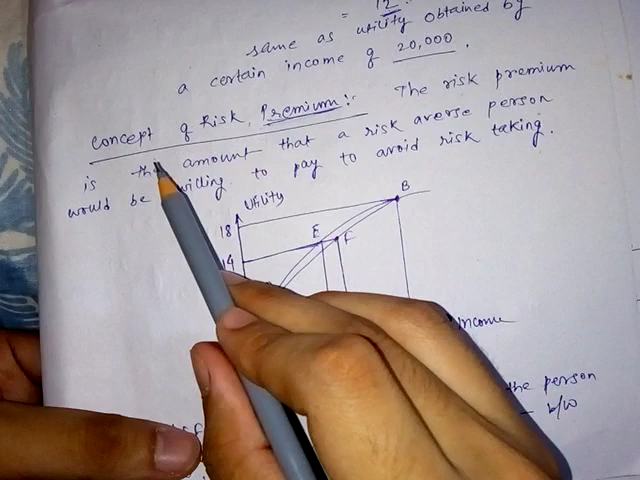 = 12
same as utility obtained by
a certain income of 20,000.
Concept of Risk Premium:- The risk premium
is the amount that a risk averse person
would be willing to pay to avoid risk taking.
Utility
B
18
E F
14
Income
the person
- b/w